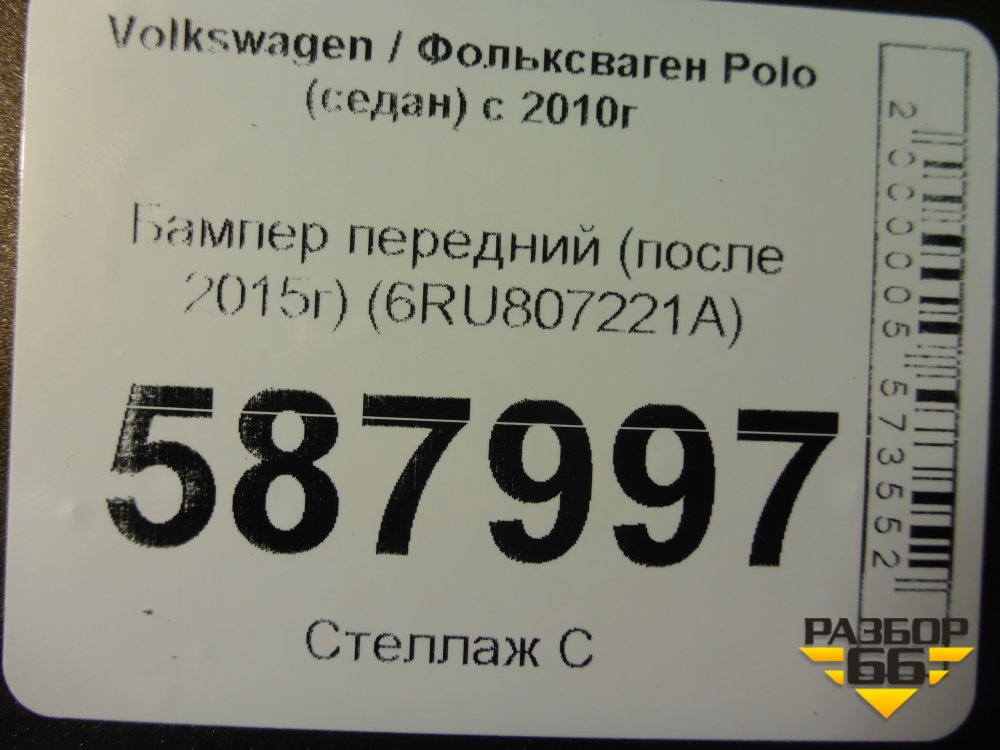 Volkswagen / Фольксваген Polo
(седан) с 2010г
Бампер передний (после
2015г) (6RU807221A)
587997
Стеллаж С
2000005573552
РАЗБОР
66